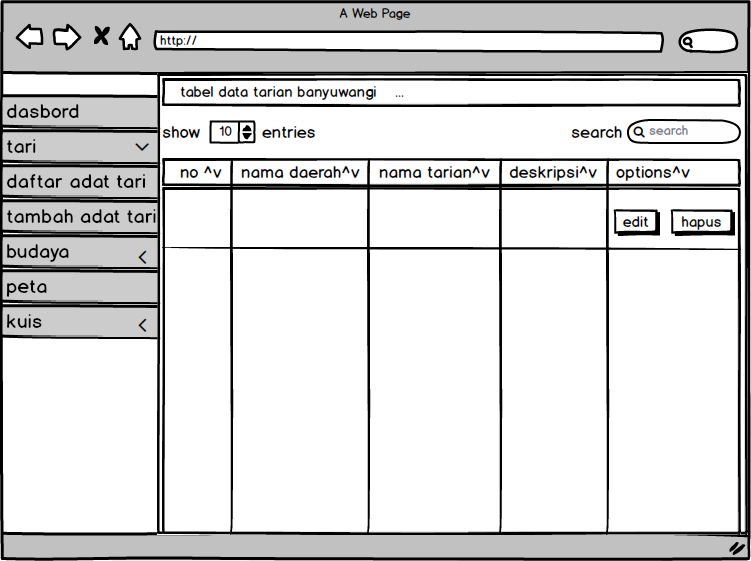 A Web Page
http://
tabel data tarian banyuwangi ...
show 10 entries search search
dasbord
tari
daftar adat tari
tambah adat tari
budaya
peta
kuis
no ^v nama daerah^v nama tarian^v deskripsi^v options^v
edit hapus